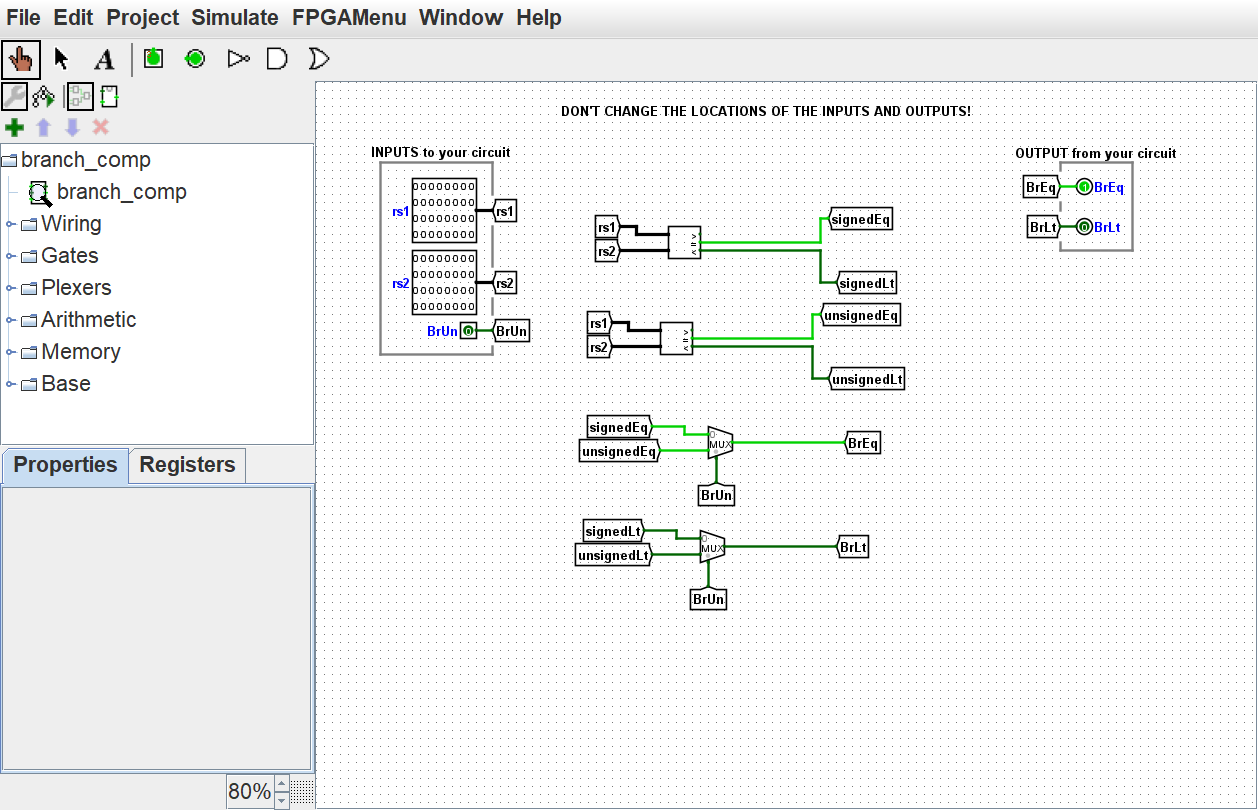 File Edit Project Simulate FPGAMenu Window Help
A
branch_comp
branch_comp
Wiring
Gates
Plexers
Arithmetic
Memory
Base
Properties Registers
80%
DON'T CHANGE THE LOCATIONS OF THE INPUTS AND OUTPUTS!
INPUTS to your circuit
rs1
00000000
00000000
00000000
00000000
rs1
rs2
00000000
00000000
00000000
00000000
rs2
BrUn 0 BrUn
rs1
rs2
>
=
<
signedEq
signedLt
rs1
rs2
>
=
<
unsignedEq
unsignedLt
signedEq
unsignedEq
0
MUX
BrUn
BrEq
signedLt
unsignedLt
0
MUX
BrUn
BrLt
OUTPUT from your circuit
BrEq 1 BrEq
BrLt 0 BrLt